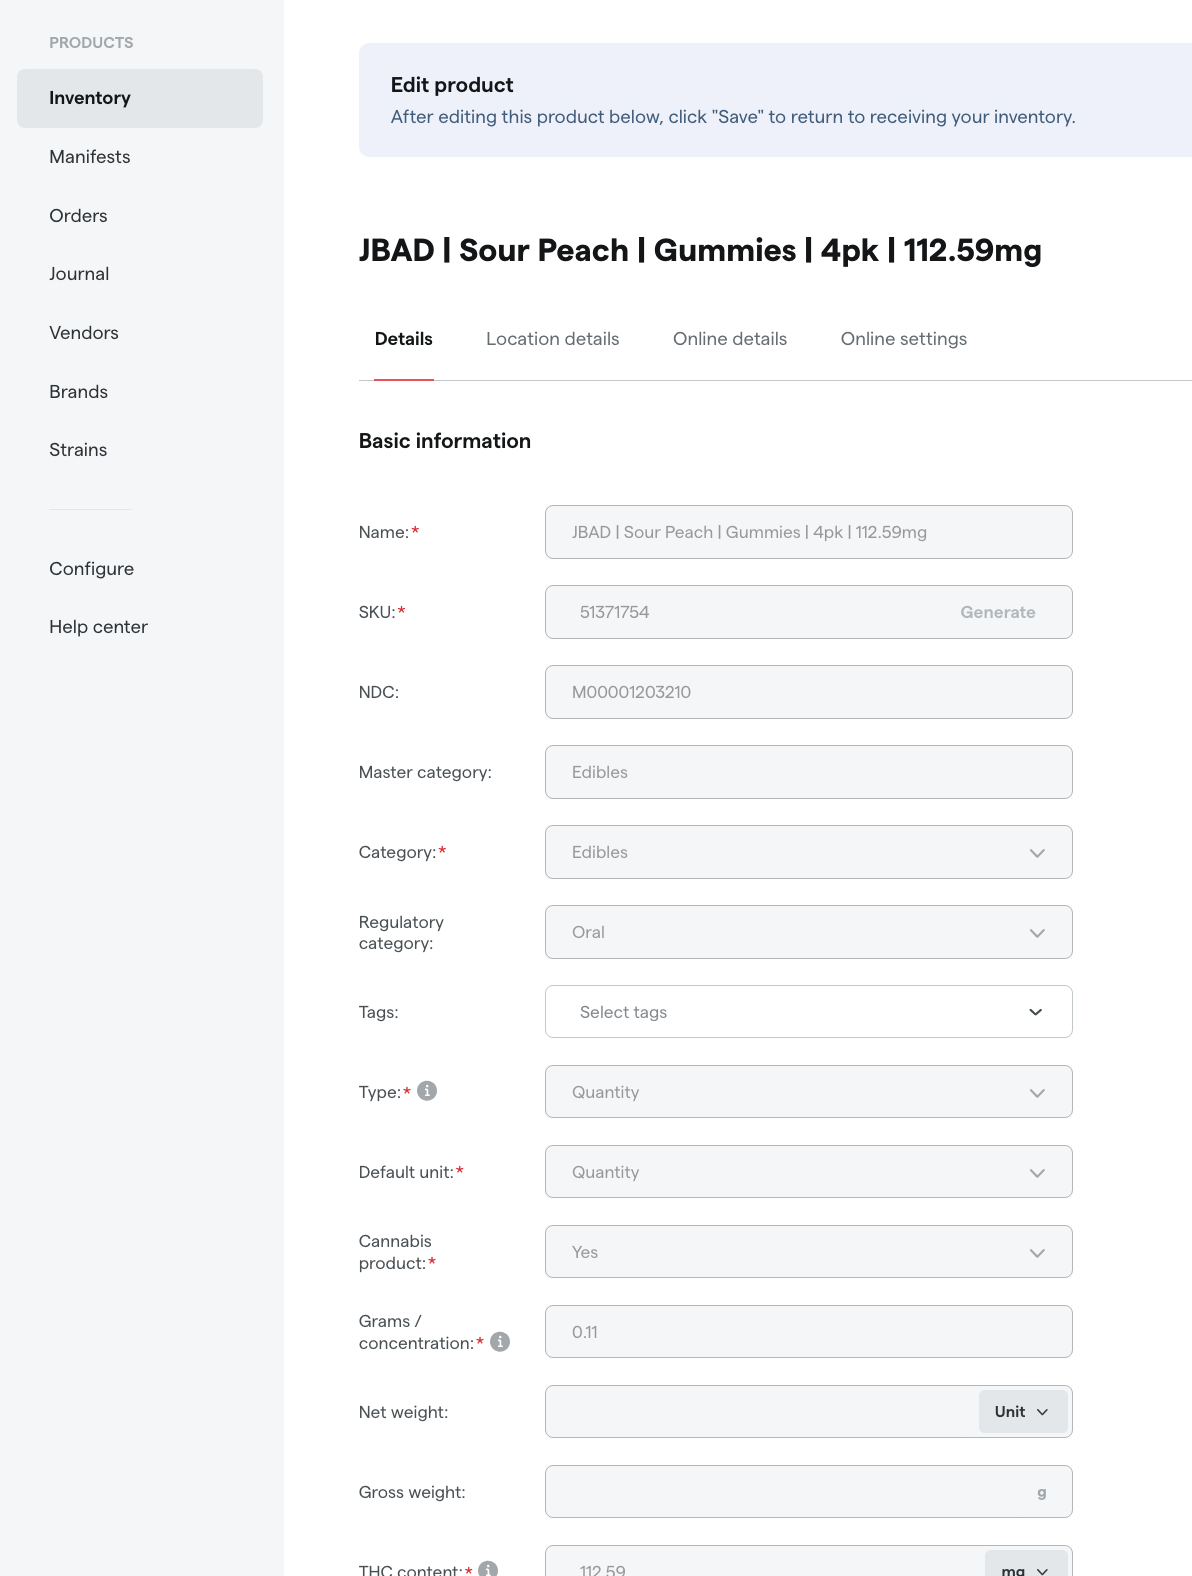 PRODUCTS
Inventory
Manifests
Orders
Journal
Vendors
Brands
Strains
Configure
Help center
Edit product
After editing this product below, click "Save" to return to receiving your inventory.
JBAD | Sour Peach | Gummies | 4pk | 112.59mg
Details Location details Online details Online settings
Basic information
Name:* JBAD | Sour Peach | Gummies | 4pk | 112.59mg
SKU:* 51371754 Generate
NDC: M00001203210
Master category: Edibles
Category:* Edibles
Regulatory
category: Oral
Tags: Select tags
Type:* Quantity
Default unit:* Quantity
Cannabis
product:* Yes
Grams /
concentration:* 0.11
Net weight: Unit
Gross weight: g
THC content:* 112.59 mg